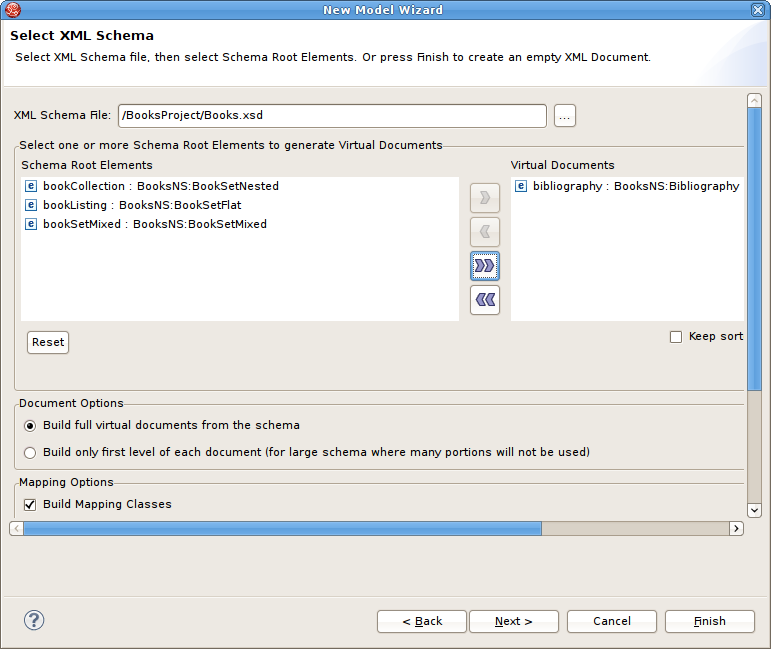 New Model Wizard
Select XML Schema
Select XML Schema file, then select Schema Root Elements. Or press Finish to create an empty XML Document.
XML Schema File: /BooksProject/Books.xsd ...
Select one or more Schema Root Elements to generate Virtual Documents
Schema Root Elements
e bookCollection : BooksNS:BookSetNested
e bookListing : BooksNS:BookSetFlat
e bookSetMixed : BooksNS:BookSetMixed
Virtual Documents
e bibliography : BooksNS:Bibliography
Reset
Keep sort
Document Options
Build full virtual documents from the schema
Build only first level of each document (for large schema where many portions will not be used)
Mapping Options
Build Mapping Classes
?
< Back Next > Cancel Finish